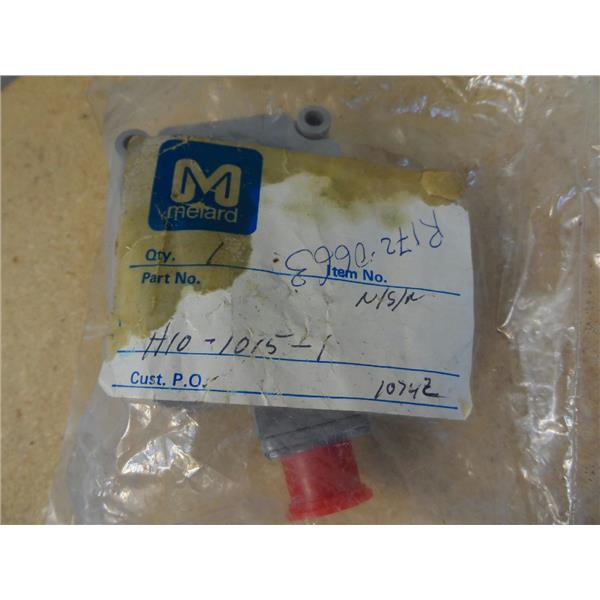 M
melard
Qty. 1
R172-0663
Item No.
Part No.
N/S/N
H10-1015-1
Cust. P.O.
10742